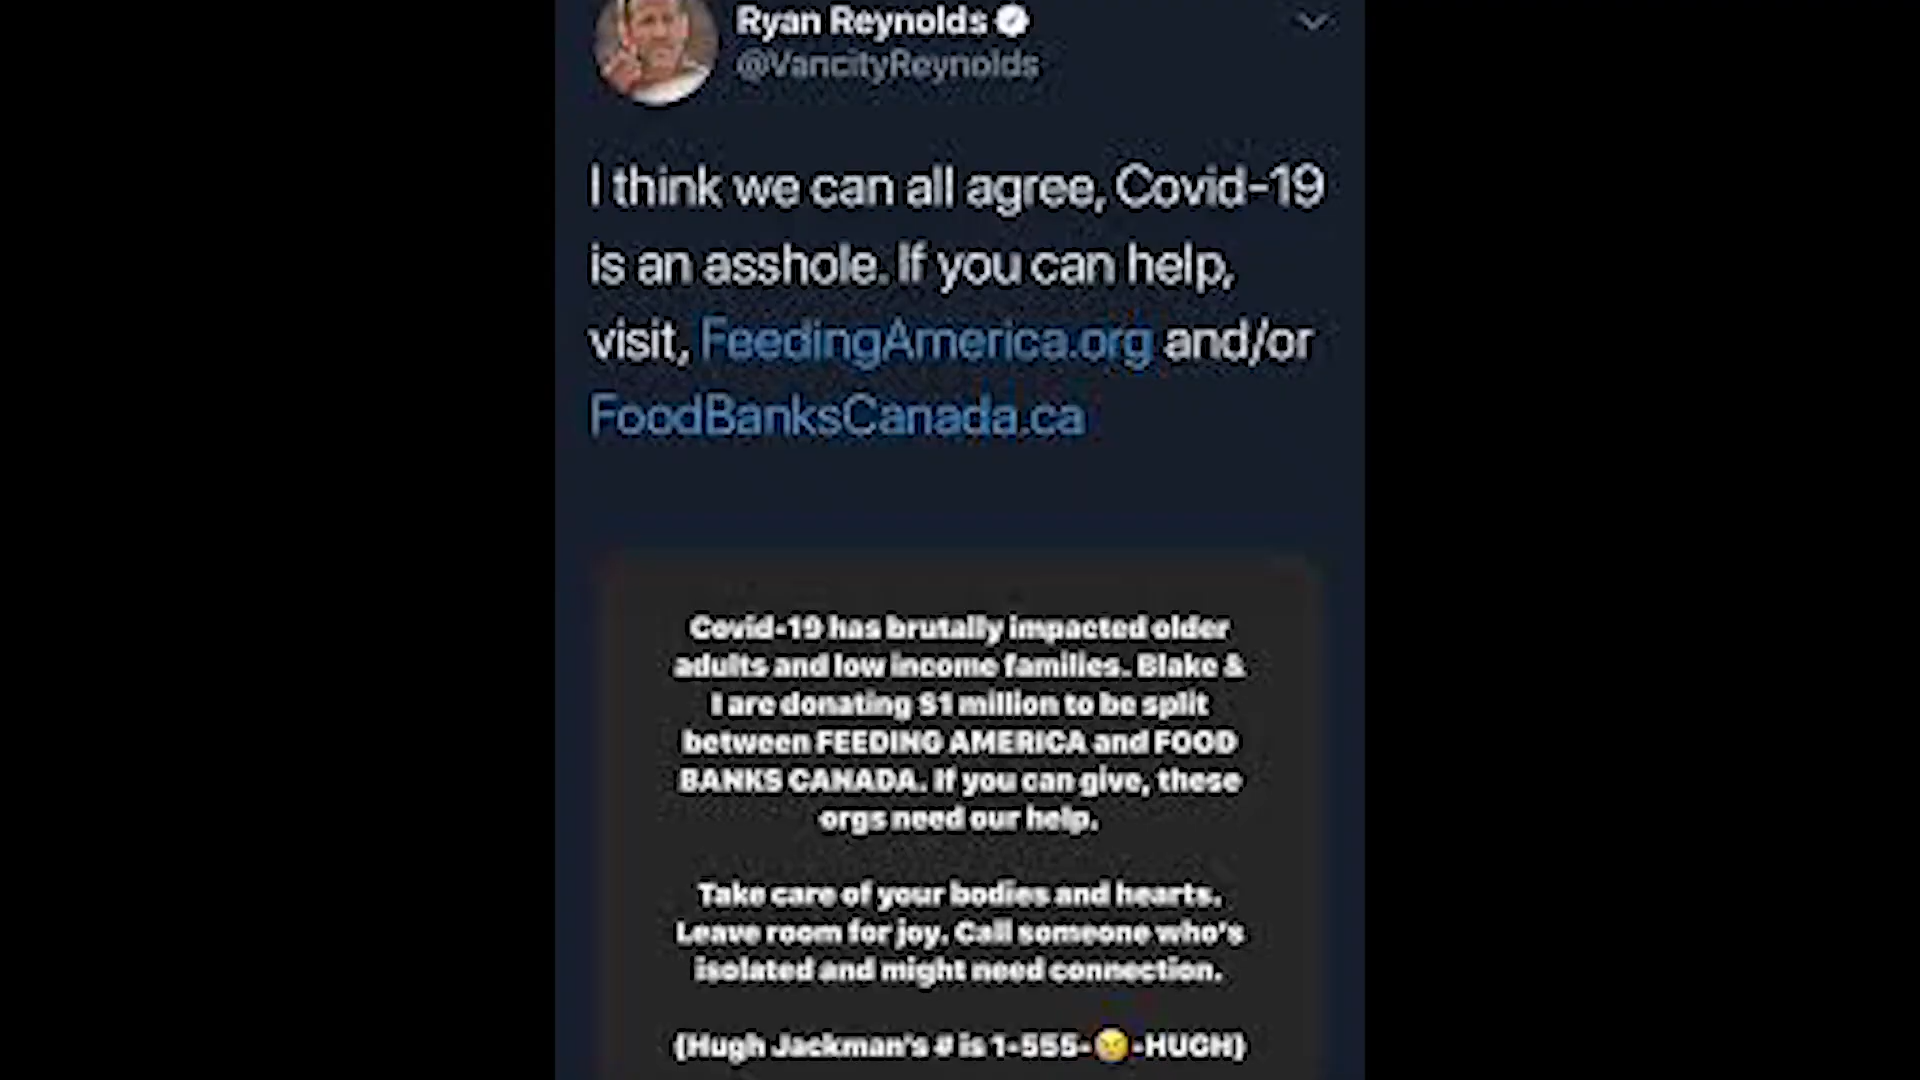 Ryan Reynolds
@VancityReynolds
I think we can all agree, Covid-19
is an asshole. If you can help,
visit, FeedingAmerica.org and/or
FoodBanksCanada.ca
Covid-19 has brutally impacted older
adults and low income families. Blake &
I are donating $1 million to be split
between FEEDING AMERICA and FOOD
BANKS CANADA. If you can give, these
orgs need our help.
Take care of your bodies and hearts.
Leave room for joy. Call someone who's
isolated and might need connection.
(Hugh Jackman's # is 1-555-😉-HUGH)